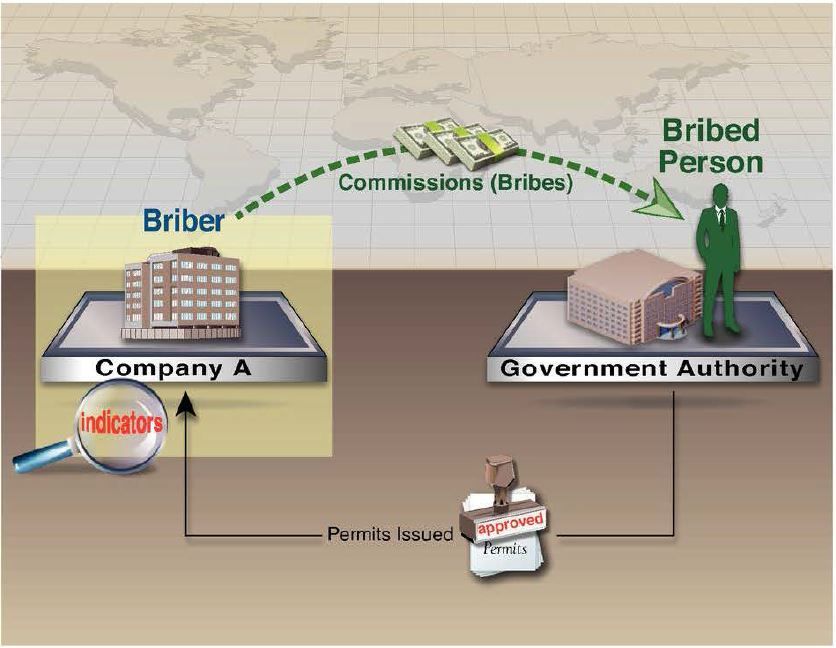 Bribed
Person
Commissions (Bribes)
Briber
Company A
Government Authority
indicators
Permits Issued
approved
Permits